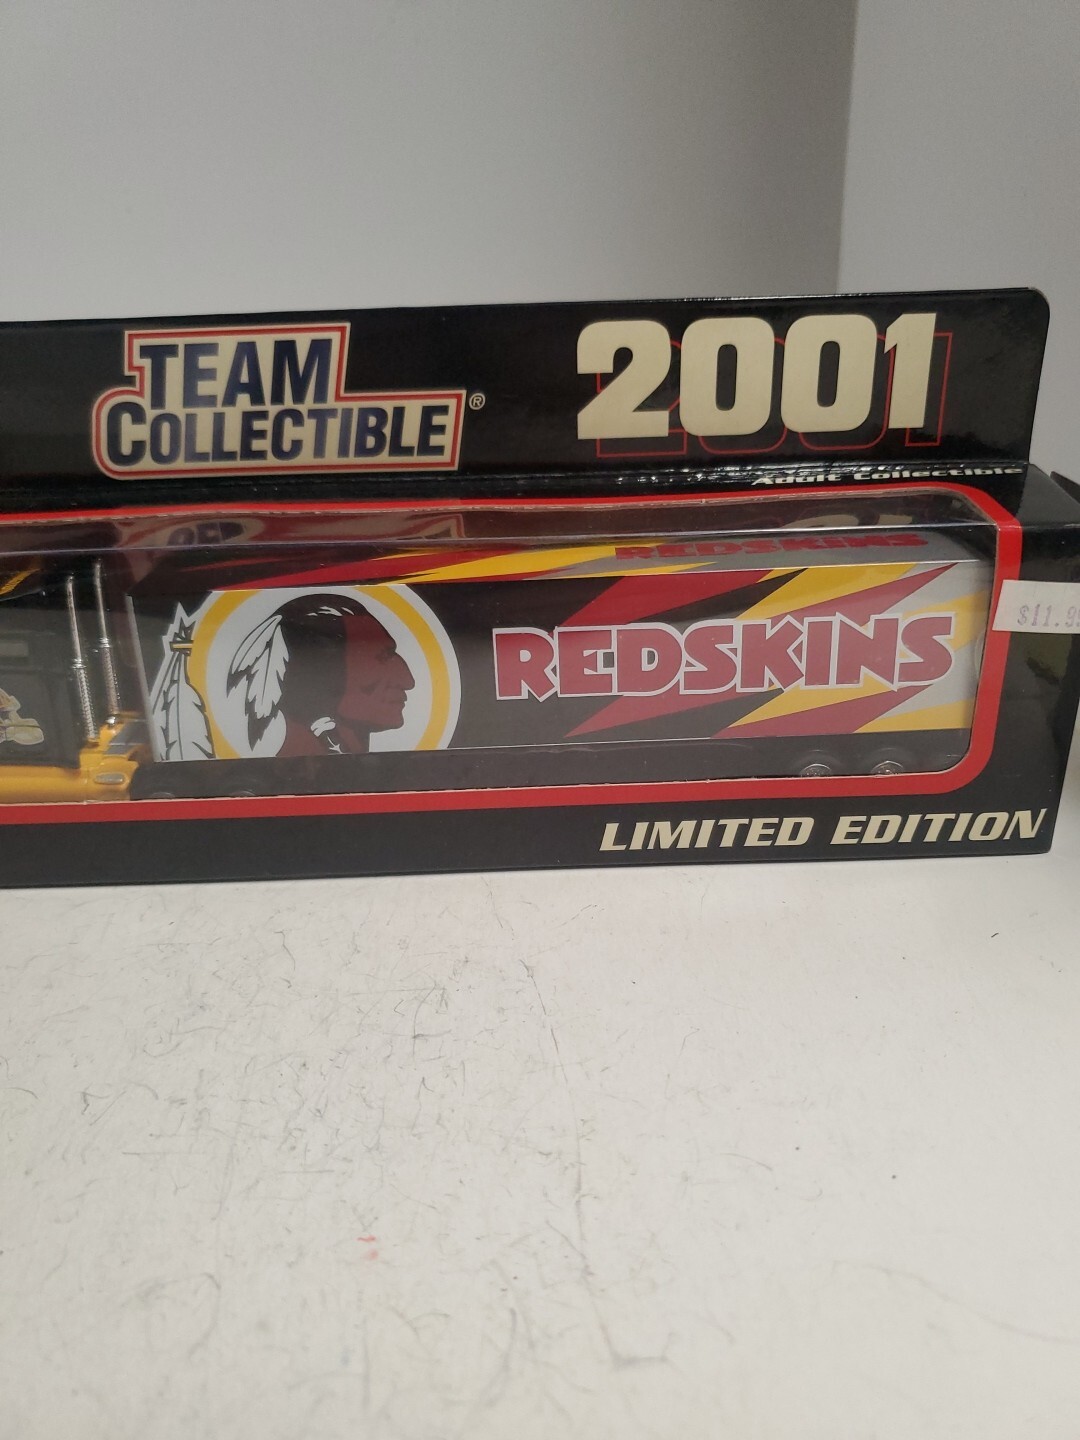 TEAM
COLLECTIBLE®
2001
Adult Collectible
REDSKINS
REDSKINS
LIMITED EDITION